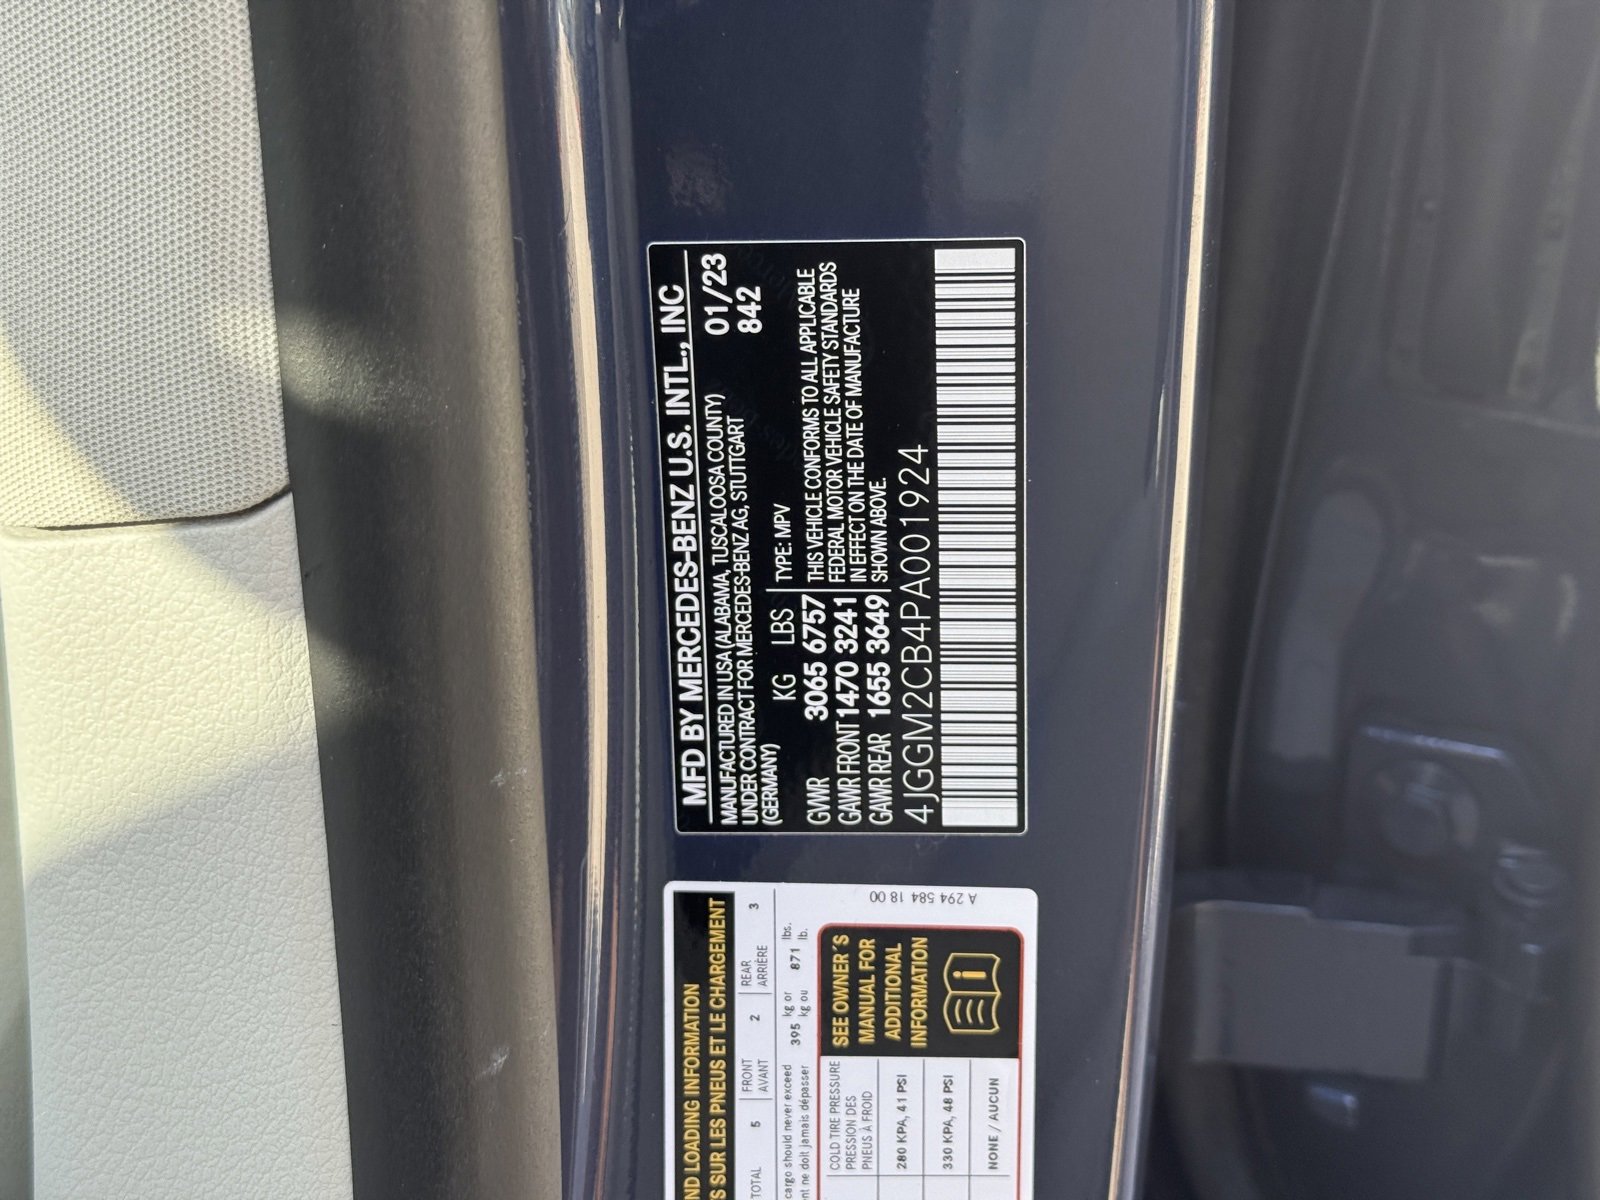 MFD BY MERCEDES-BENZ U.S. INTL., INC
MANUFACTURED IN USA (ALABAMA, TUSCALOOSA COUNTY) 01/23
UNDER CONTRACT FOR MERCEDES-BENZ AG, STUTTGART 842
(GERMANY)
KG LBS TYPE: MPV
GVWR 3065 6757 THIS VEHICLE CONFORMS TO ALL APPLICABLE
GAWR FRONT 1470 3241 FEDERAL MOTOR VEHICLE SAFETY STANDARDS
GAWR REAR 1655 3649 IN EFFECT ON THE DATE OF MANUFACTURE
SHOWN ABOVE.
4JGGM2CB4PA001924
ND LOADING INFORMATION
S SUR LES PNEUS ET LE CHARGEMENT
TOTAL 5 FRONT 2 REAR 3
AVANT ARRIÈRE
cargo should never exceed 395 kg or 871 lbs.
nt ne doit jamais dépasser kg ou lb.
COLD TIRE PRESSURE
PRESSION DES
PNEUS À FROID
280 KPA, 41 PSI
330 KPA, 48 PSI
NONE / AUCUN
SEE OWNER'S
MANUAL FOR
ADDITIONAL
INFORMATION
A 294 584 18 00